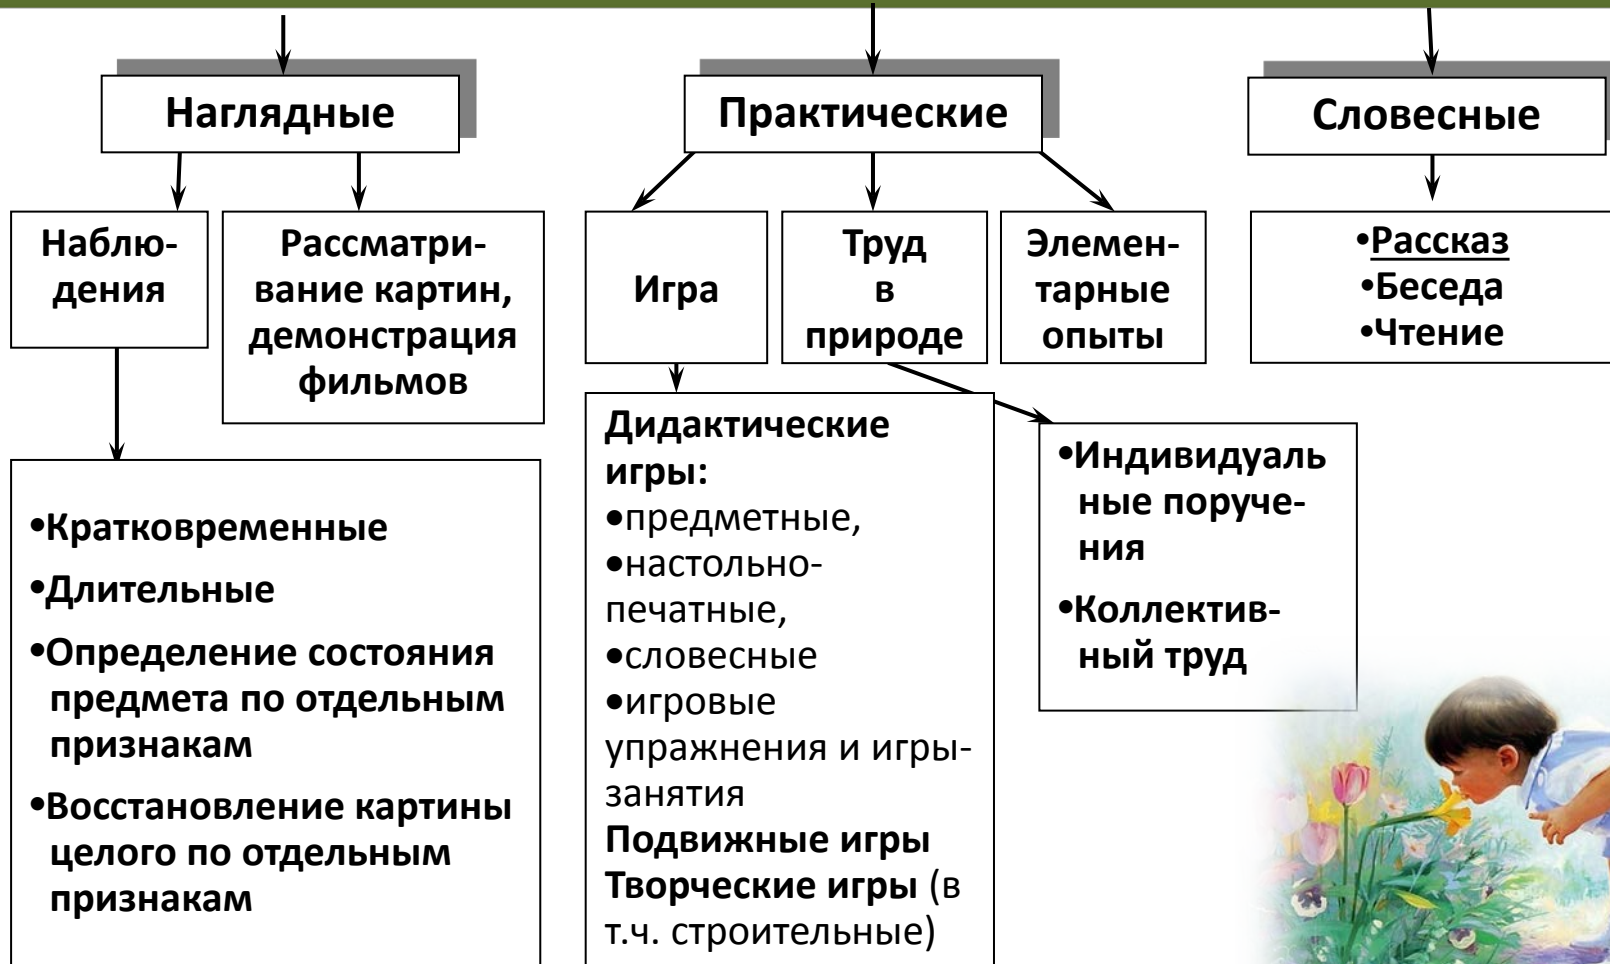 Наглядные
Практические
Словесные
Наблю-
дения
Рассматри-
вание картин,
демонстрация
фильмов
Игра
Труд
в
природе
Элемен-
тарные
опыты
•Рассказ
•Беседа
•Чтение
•Кратковременные
•Длительные
•Определение состояния
предмета по отдельным
признакам
•Восстановление картины
целого по отдельным
признакам
Дидактические
игры:
•предметные,
•настольно-
печатные,
•словесные
•игровые
упражнения и игры-
занятия
Подвижные игры
Творческие игры (в
т.ч. строительные)
•Индивидуаль
ные поруче-
ния
•Коллектив-
ный труд